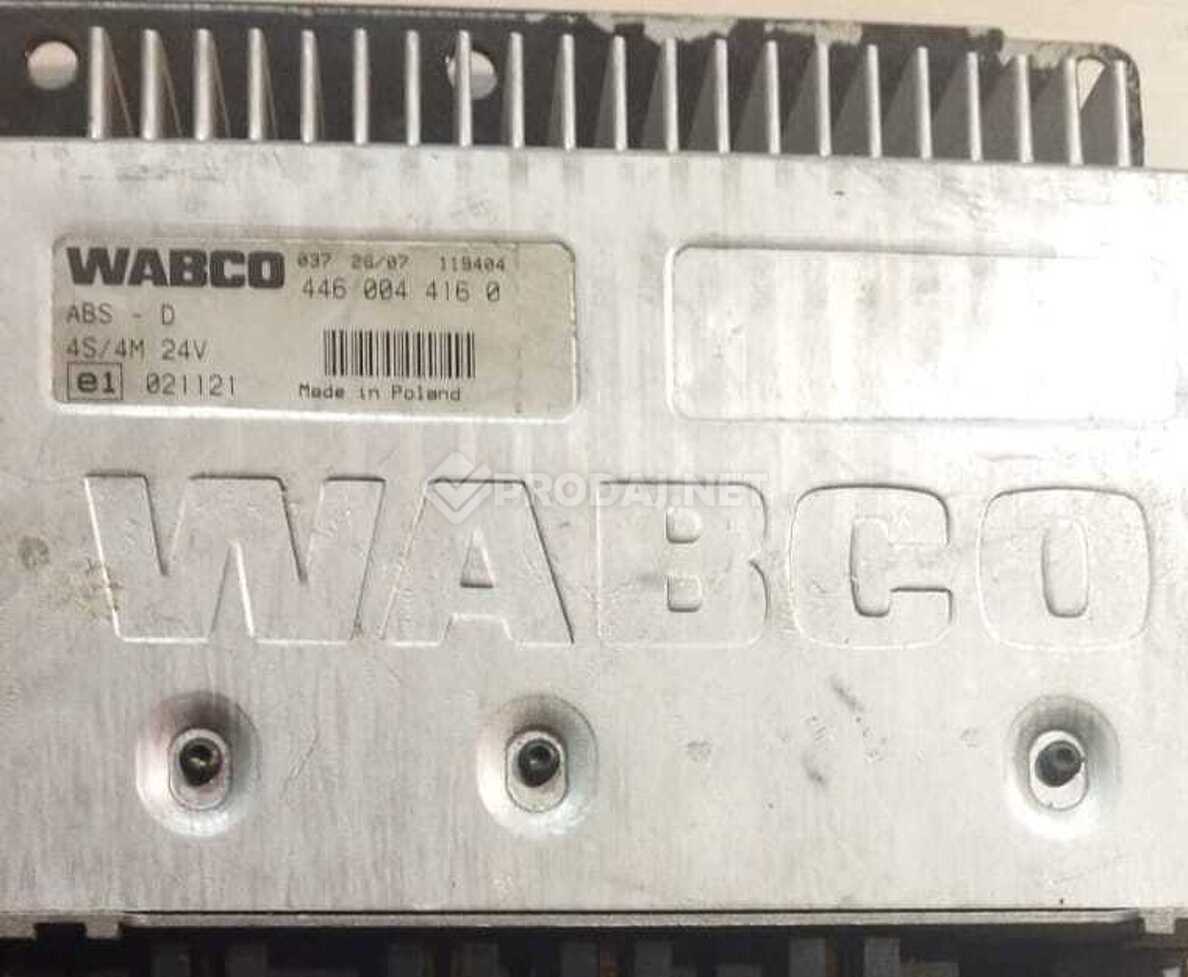 WABCO 037 26/07 119404
446 004 416 0
ABS - D
4S/4M 24V
e1 021121
Made in Poland
PRODAJ.NET
WABCO